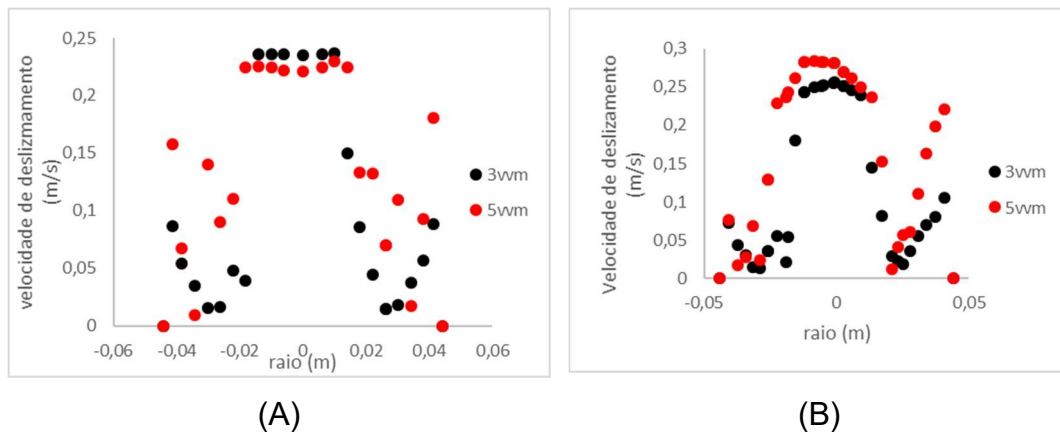 0,25
0,2
0,15
0,1
0,05
0
velocidade de deslizmamento
(m/s)
-0,06
-0,04
-0,02
0
0,02
0,04
0,06
raio (m)
3vvm
5vvm
(A)
0,3
0,25
0,2
0,15
0,1
0,05
0
Velocidade de deslizamento
(m/s)
-0,05
0
0,05
raio (m)
3vvm
5vvm
(B)